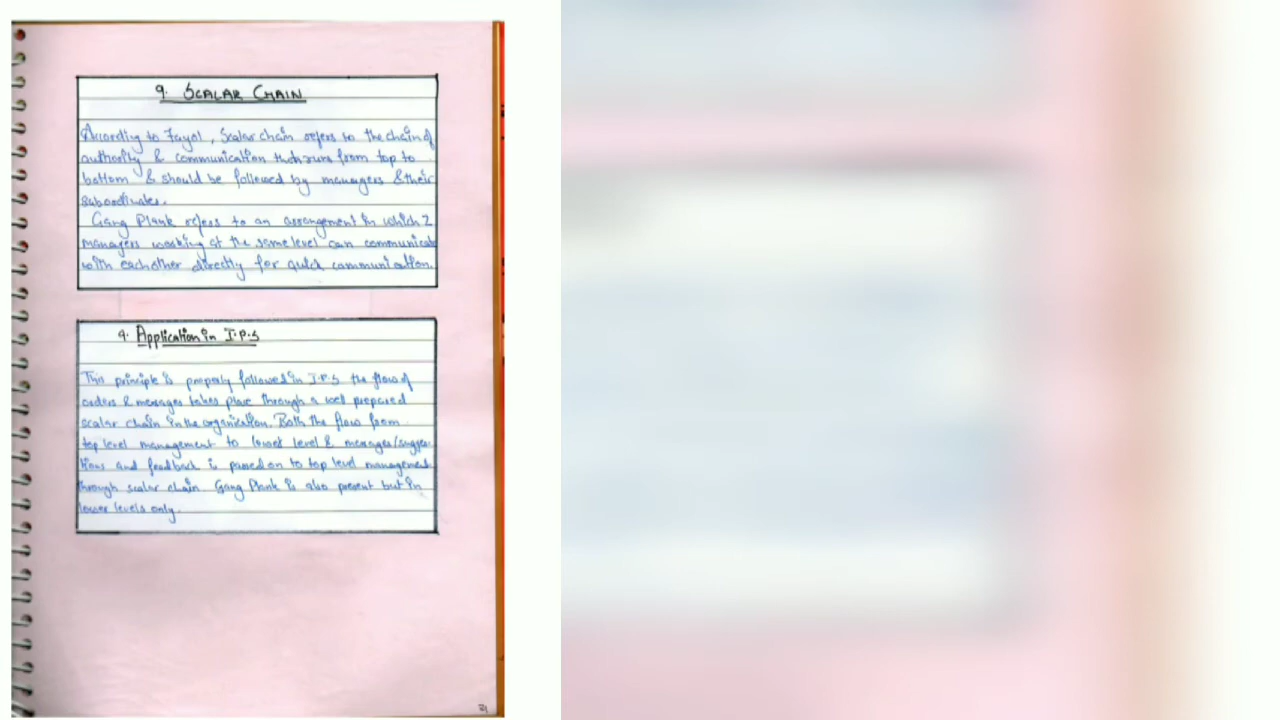 9. SCALAR CHAIN
According to Fayol, Scalar chain refers to the chain of
authority & communication that runs from top to
bottom & should be followed by managers & their
subordinates.
Gang Plank refers to an arrangement in which 2
managers working at the same level can communicate
with eachother directly for quick communication.
9. Application in I.P.S
This principle is properly followed in I.P.S the flow of
orders & messages takes place through a well prepared
scalar chain in the organization. Both the flow from
top level management to lowest level & messages/sugges-
tions and feedback is passed on to top level management
through scalar chain. Gang Plank is also present but in
lower levels only.